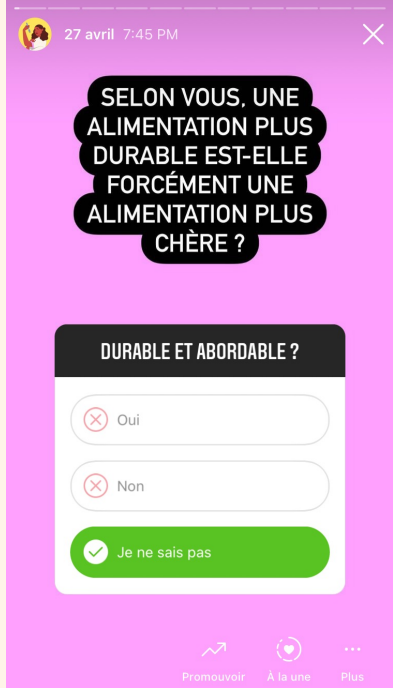 27 avril 7:45 PM
SELON VOUS, UNE
ALIMENTATION PLUS
DURABLE EST-ELLE
FORCÉMENT UNE
ALIMENTATION PLUS
CHÈRE ?
DURABLE ET ABORDABLE ?
Oui
Non
Je ne sais pas
Promouvoir À la une Plus